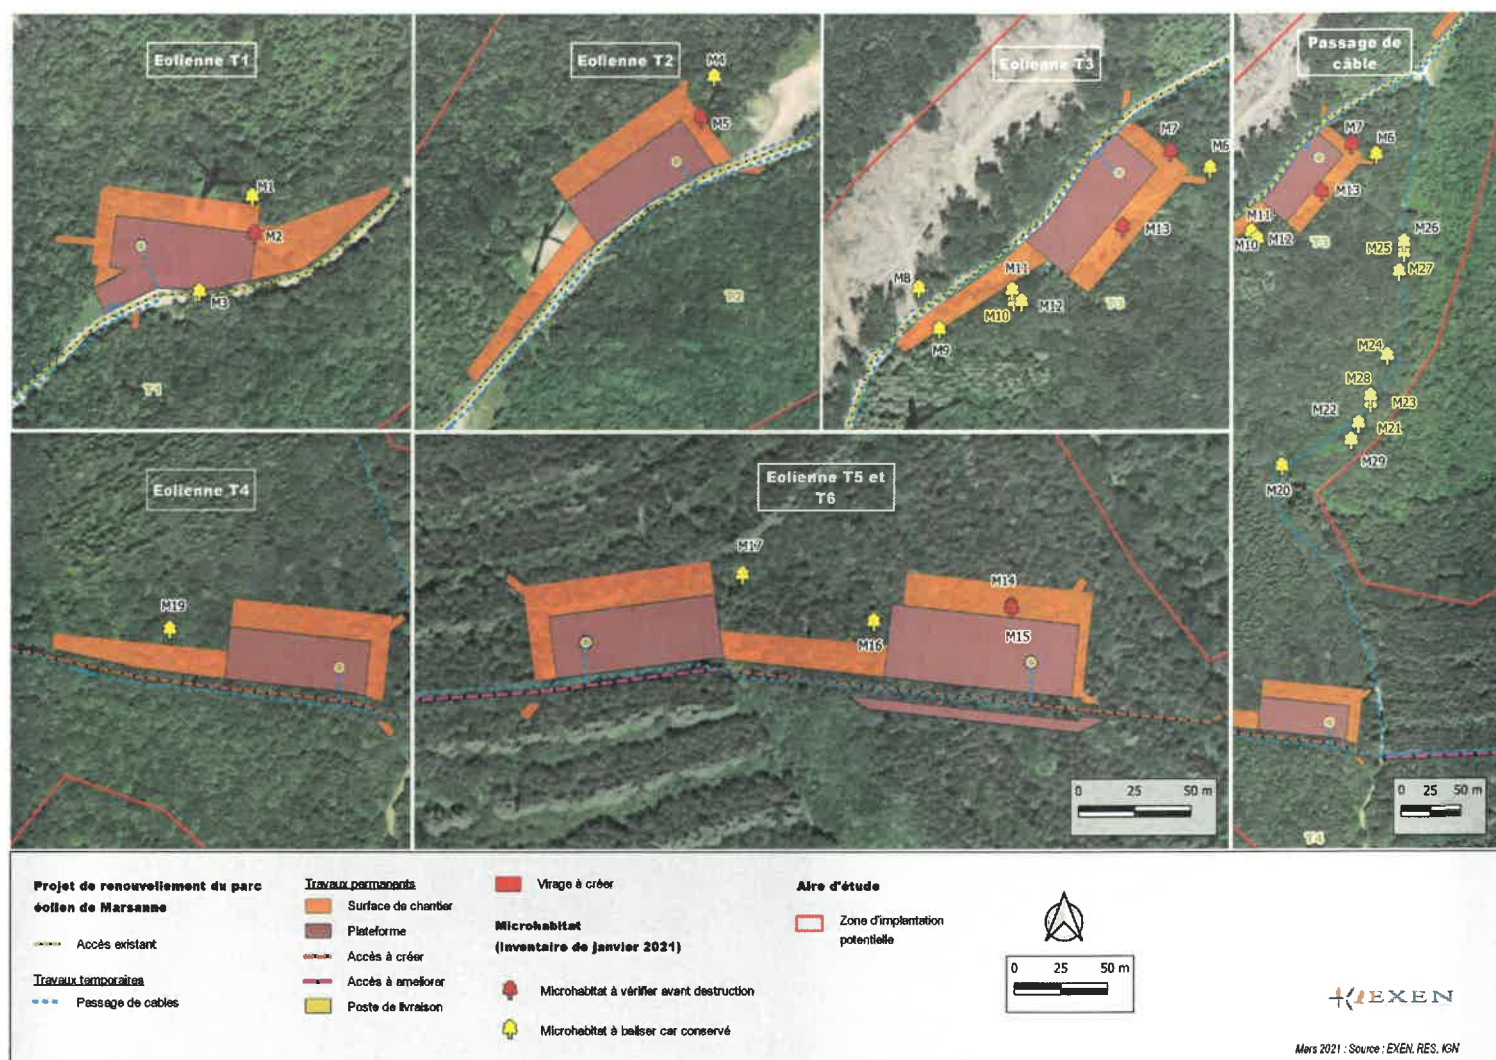 Eolienne T1
M1
M2
M3
T1
Eolienne T2
M4
M5
T2
Eolienne T3
M7
M6
M13
M8
M11
M10
M12
M9
T3
Passage de
câble
M7
M6
M13
M11
M10
M12
T3
M26
M25
M27
M24
M28
M23
M22
M21
M29
M20
T4
0 25 50 m
Eolienne T4
M19
Eolienne T5 et
T6
M17
M14
M16
M15
0 25 50 m
Projet de renouvellement du parc
éolien de Marsanne
Accès existant
Travaux temporaires
Passage de cables
Travaux permanents
Surface de chantier
Plateforme
Accès à créer
Accès à ameliorer
Poste de livraison
Virage à créer
Microhabitat
(inventaire de janvier 2021)
Microhabitat à vérifier avant destruction
Microhabitat à baliser car conservé
Aire d'étude
Zone d'implantation
potentielle
0 25 50 m
EXEN
Mars 2021 : Source : EXEN, RES, IGN